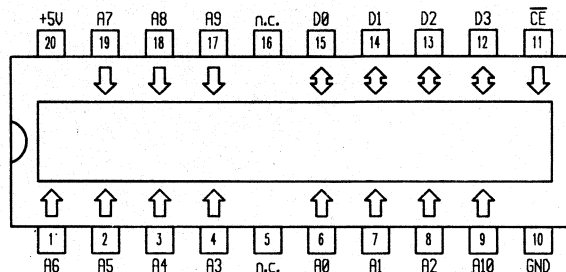 +5V A7 A8 A9 n.c. D0 D1 D2 D3 CE
20 19 18 17 16 15 14 13 12 11
1 2 3 4 5 6 7 8 9 10
A6 A5 A4 A3 n.c. A0 A1 A2 A10 GND